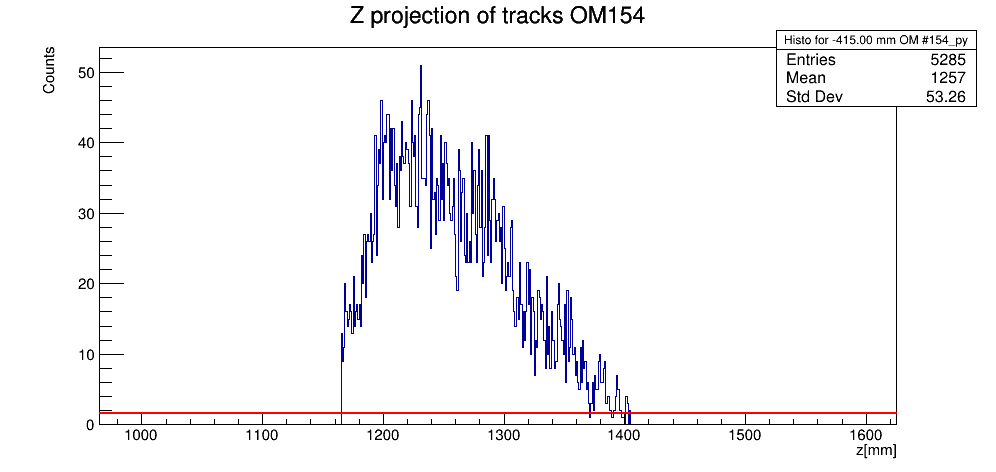 Z projection of tracks OM154
Histo for -415.00 mm OM #154_py
Entries 5285
Mean 1257
Std Dev 53.26
Counts
50
40
30
20
10
0
1000 1100 1200 1300 1400 1500 1600
z[mm]